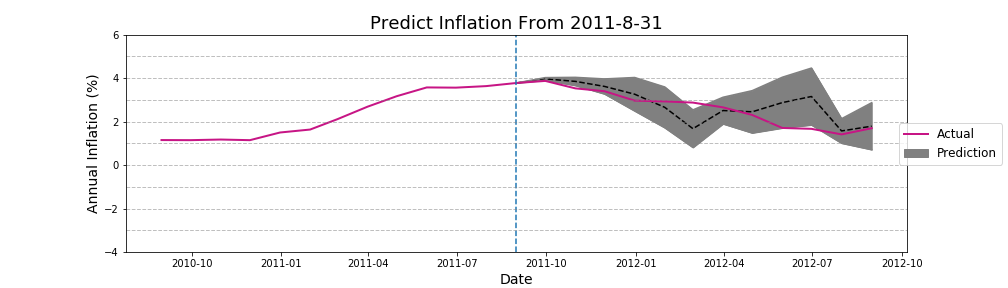 Predict Inflation From 2011-8-31
Annual Inflation (%)
6
4
2
0
−2
−4
2010-10 2011-01 2011-04 2011-07 2011-10 2012-01 2012-04 2012-07 2012-10
Date
Actual
Prediction